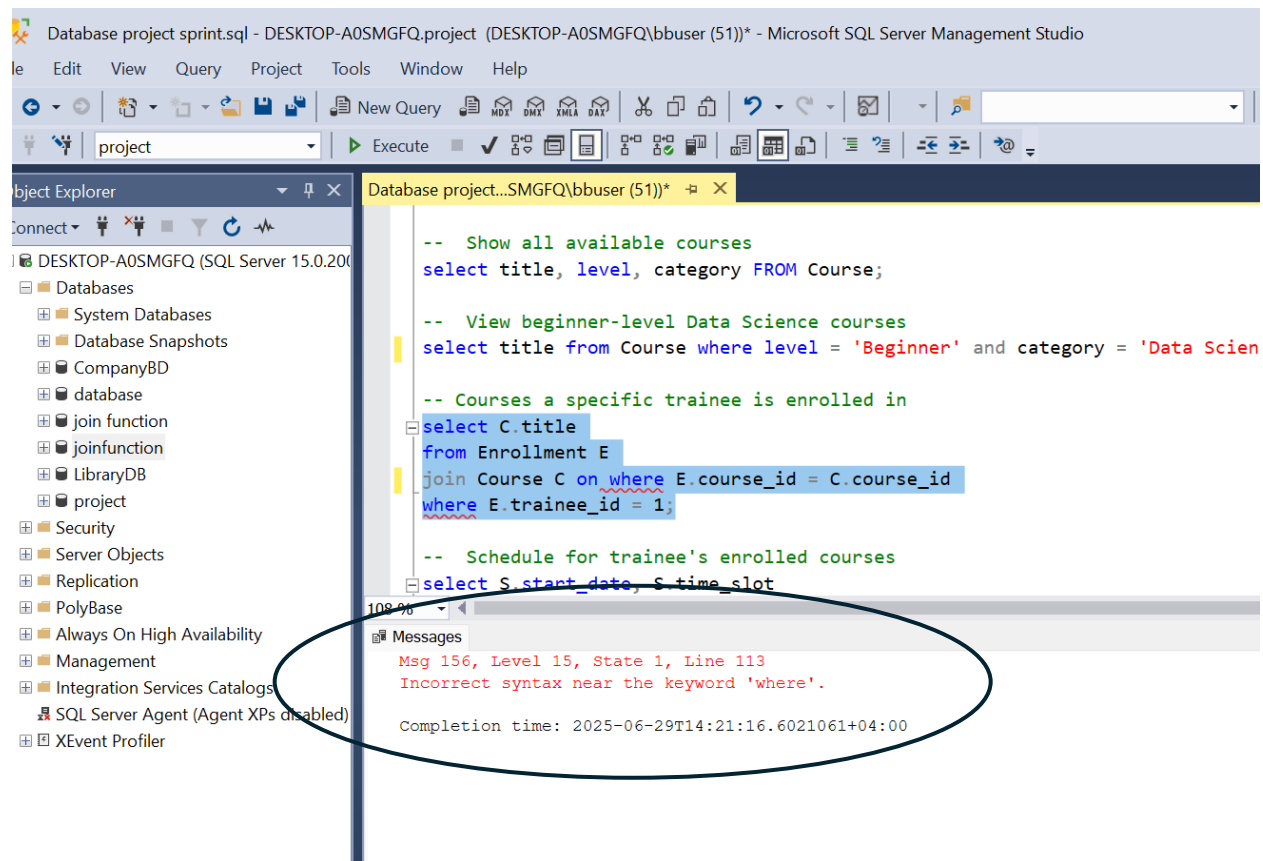 Database project sprint.sql - DESKTOP-A0SMGFQ.project (DESKTOP-A0SMGFQ\bbuser (51))* - Microsoft SQL Server Management Studio
le Edit View Query Project Tools Window Help
New Query MDX DMX XMLA DAX
project Execute
bject Explorer
onnect
DESKTOP-A0SMGFQ (SQL Server 15.0.200
Databases
System Databases
Database Snapshots
CompanyBD
database
join function
joinfunction
LibraryDB
project
Security
Server Objects
Replication
PolyBase
Always On High Availability
Management
Integration Services Catalogs
SQL Server Agent (Agent XPs disabled)
XEvent Profiler
Database project...SMGFQ\bbuser (51))*
-- Show all available courses
select title, level, category FROM Course;
-- View beginner-level Data Science courses
select title from Course where level = 'Beginner' and category = 'Data Scien
-- Courses a specific trainee is enrolled in
select C.title
from Enrollment E
join Course C on where E.course_id = C.course_id
where E.trainee_id = 1;
-- Schedule for trainee's enrolled courses
select S.start_date, S.time_slot
108 %
Messages
Msg 156, Level 15, State 1, Line 113
Incorrect syntax near the keyword 'where'.
Completion time: 2025-06-29T14:21:16.6021061+04:00